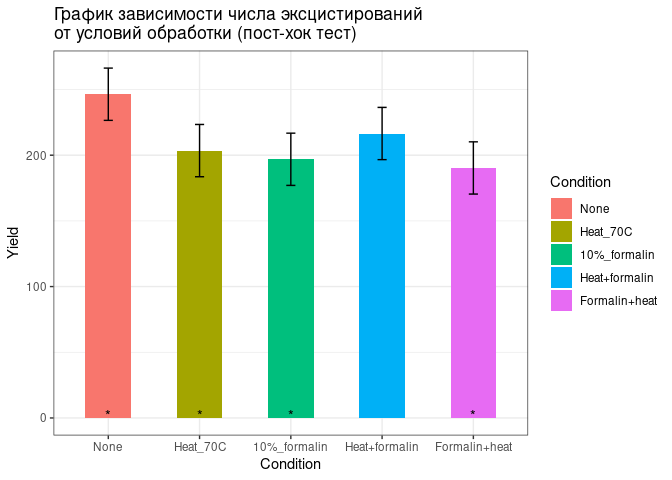 График зависимости числа эксцистирований
от условий обработки (пост-хок тест)
Yield
200
100
0
* * * *
None Heat_70C 10%_formalin Heat+formalin Formalin+heat
Condition
Condition
None
Heat_70C
10%_formalin
Heat+formalin
Formalin+heat